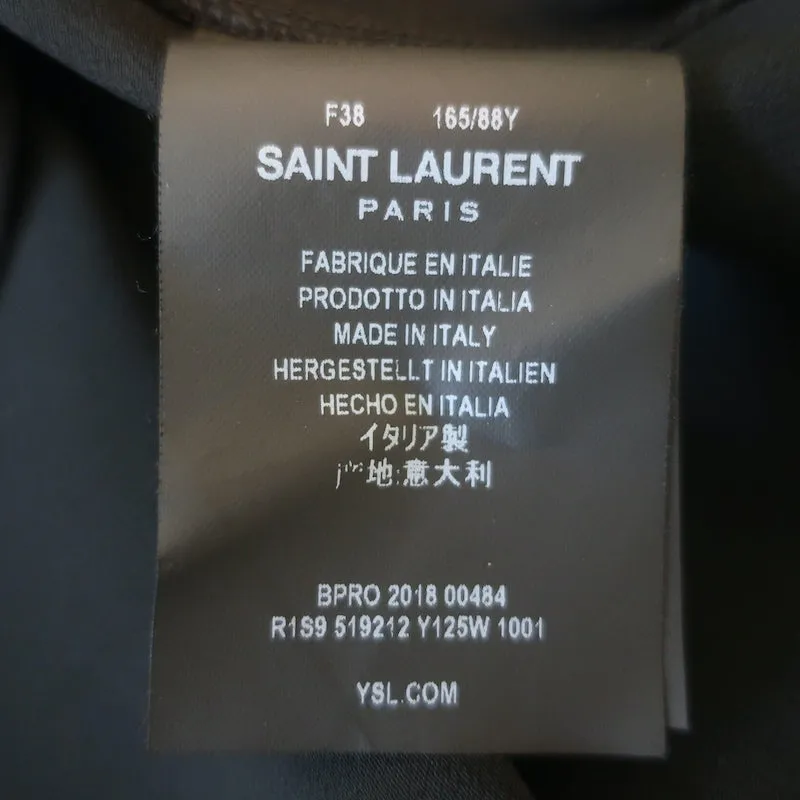 F38 165/88Y
SAINT LAURENT
PARIS
FABRIQUE EN ITALIE
PRODOTTO IN ITALIA
MADE IN ITALY
HERGESTELLT IN ITALIEN
HECHO EN ITALIA
イタリア製
地:意大利
BPRO 2018 00484
R1S9 519212 Y125W 1001
YSL.COM